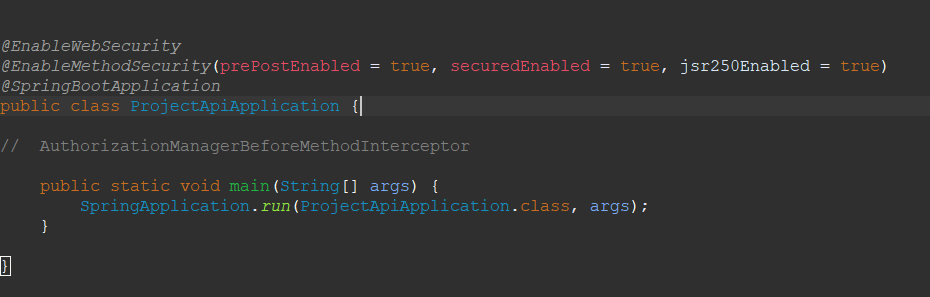 @EnableWebSecurity
@EnableMethodSecurity(prePostEnabled = true, securedEnabled = true, jsr250Enabled = true)
@SpringBootApplication
public class ProjectApiApplication {
//  AuthorizationManagerBeforeMethodInterceptor
    public static void main(String[] args) {
        SpringApplication.run(ProjectApiApplication.class, args);
    }
}